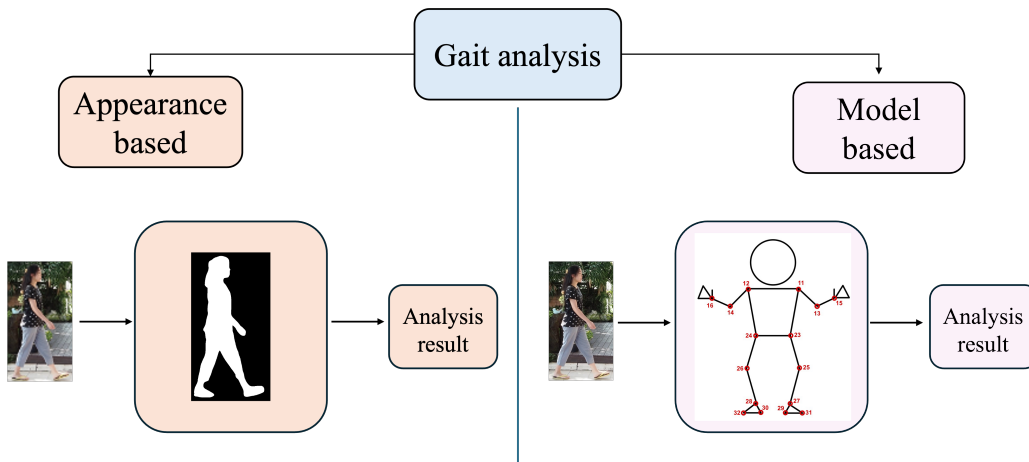 Gait analysis
Appearance
based
Model
based
12
11
16
15
14
13
24
23
26
25
28
27
32
30
29
31
Analysis
result
Analysis
result